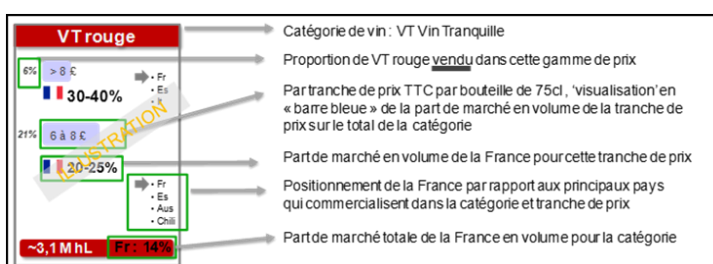 VT rouge
6%
> 8 £
30-40%
• Fr
• Es
• It
21%
6 à 8 £
20-25%
ILLUSTRATION
• Fr
• Es
• Aus
• Chili
~3,1 M hL
Fr : 14%
Catégorie de vin : VT Vin Tranquille
Proportion de VT rouge vendu dans cette gamme de prix
Par tranche de prix TTC par bouteille de 75cl, ‘visualisation’ en
« barre bleue » de la part de marché en volume de la tranche de
prix sur le total de la catégorie
Part de marché en volume de la France pour cette tranche de prix
Positionnement de la France par rapport aux principaux pays
qui commercialisent dans la catégorie et tranche de prix
Part de marché totale de la France en volume pour la catégorie